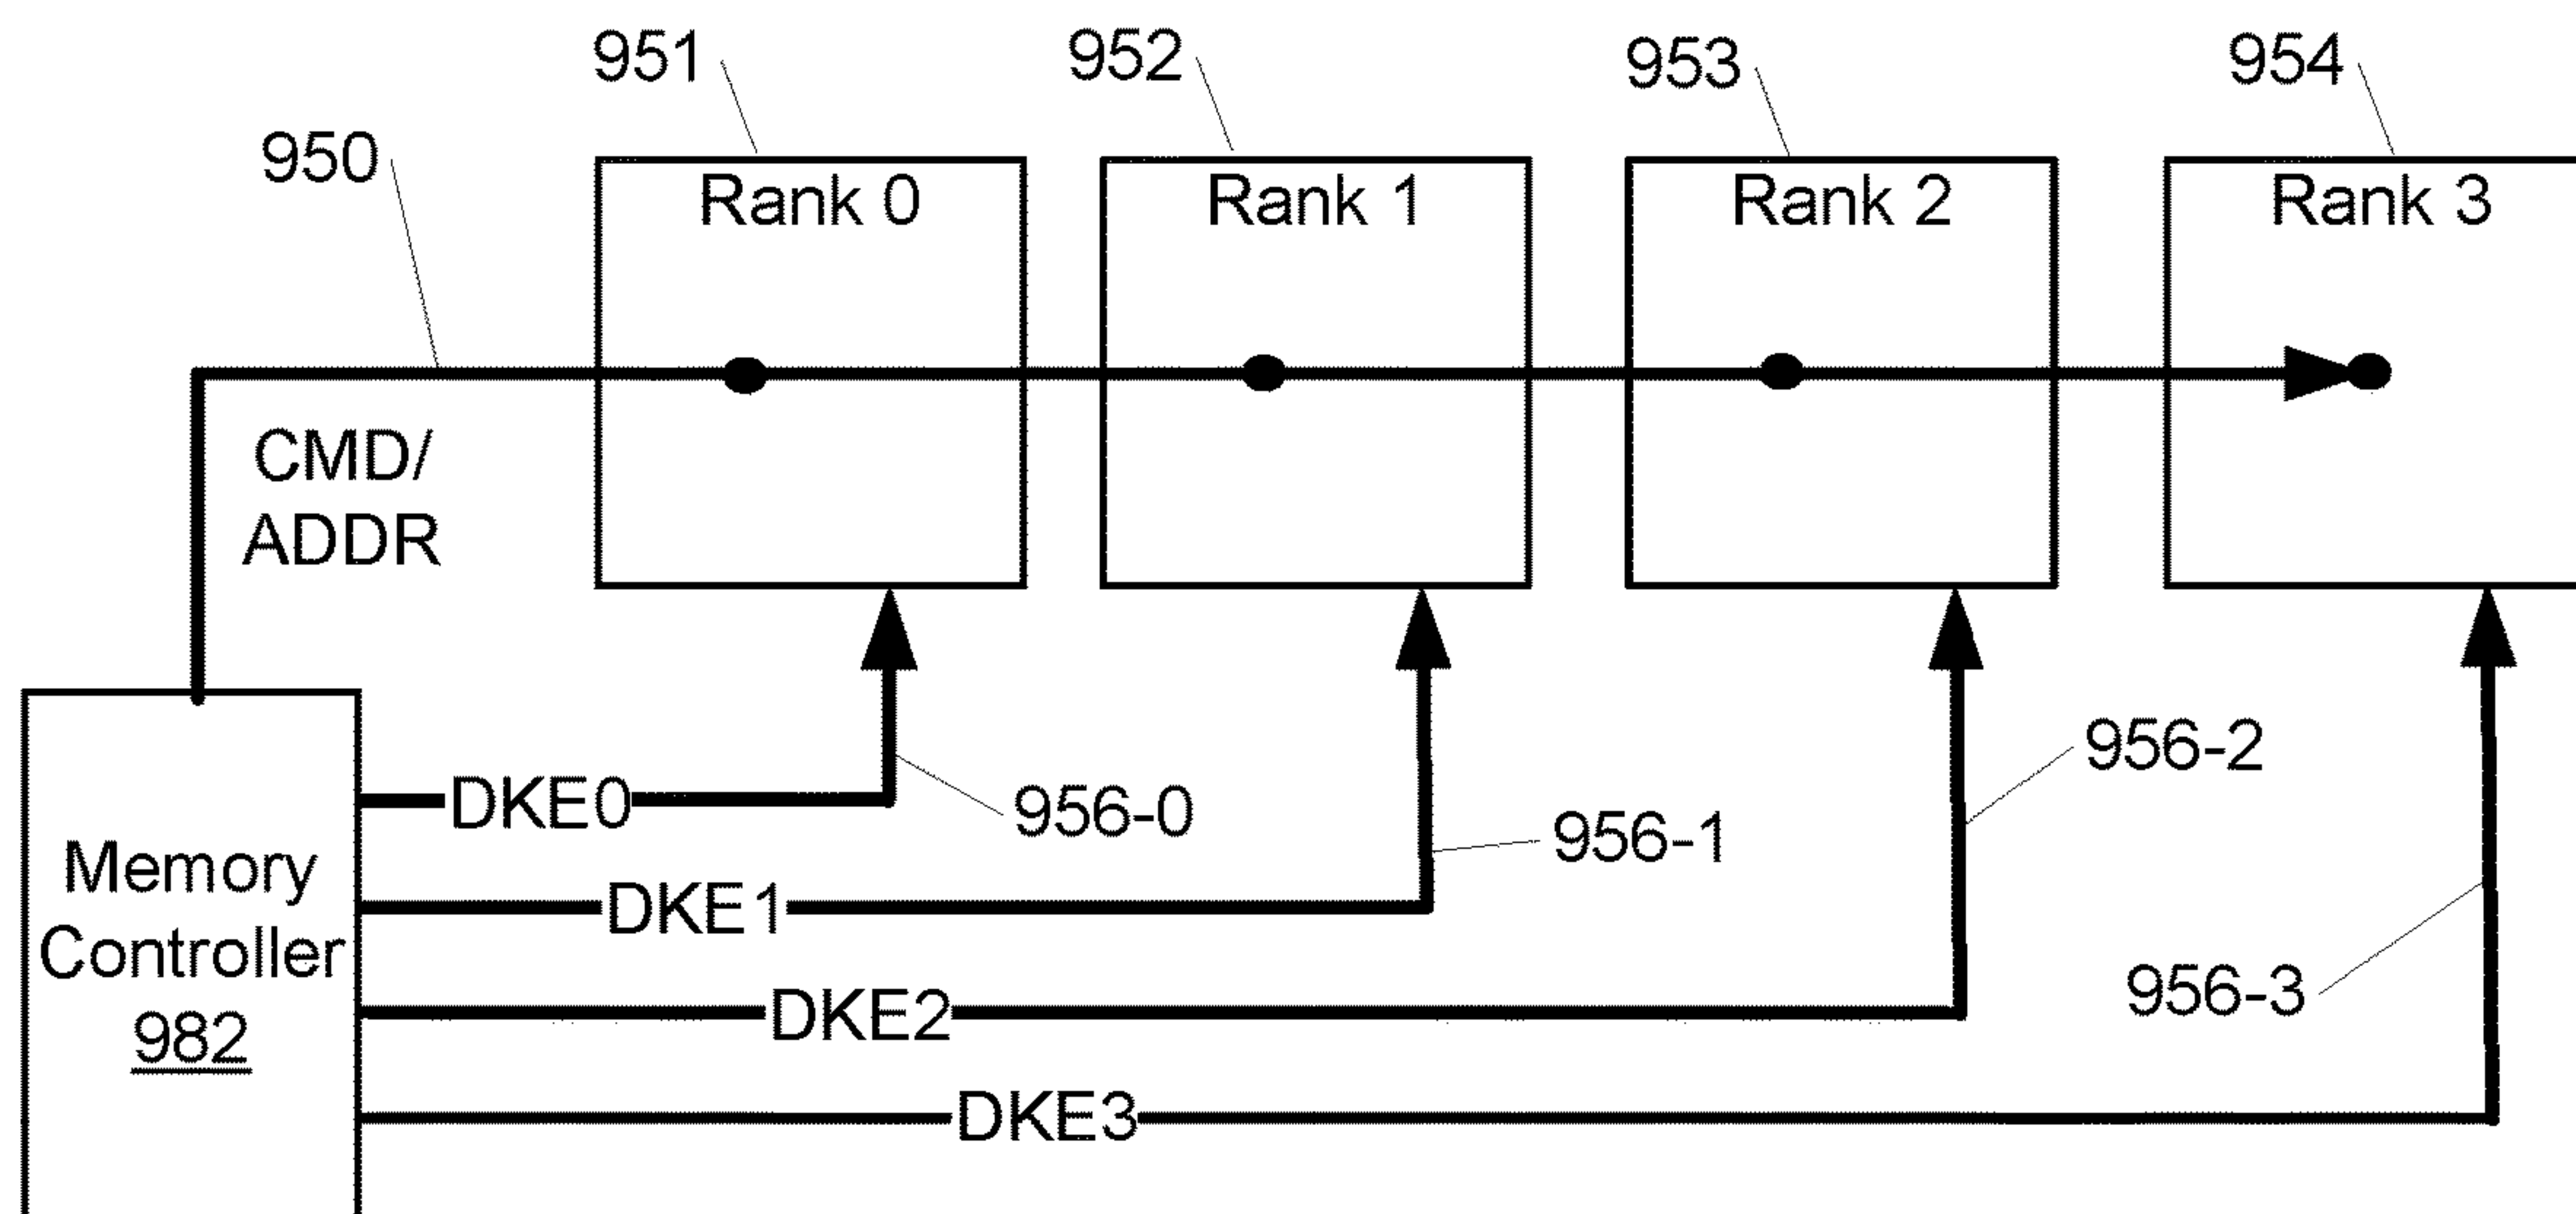 951
952
953
954
950
Rank 0
Rank 1
Rank 2
Rank 3
CMD/
ADDR
DKE0
956-0
956-1
956-2
956-3
Memory
Controller
982
DKE1
DKE2
DKE3